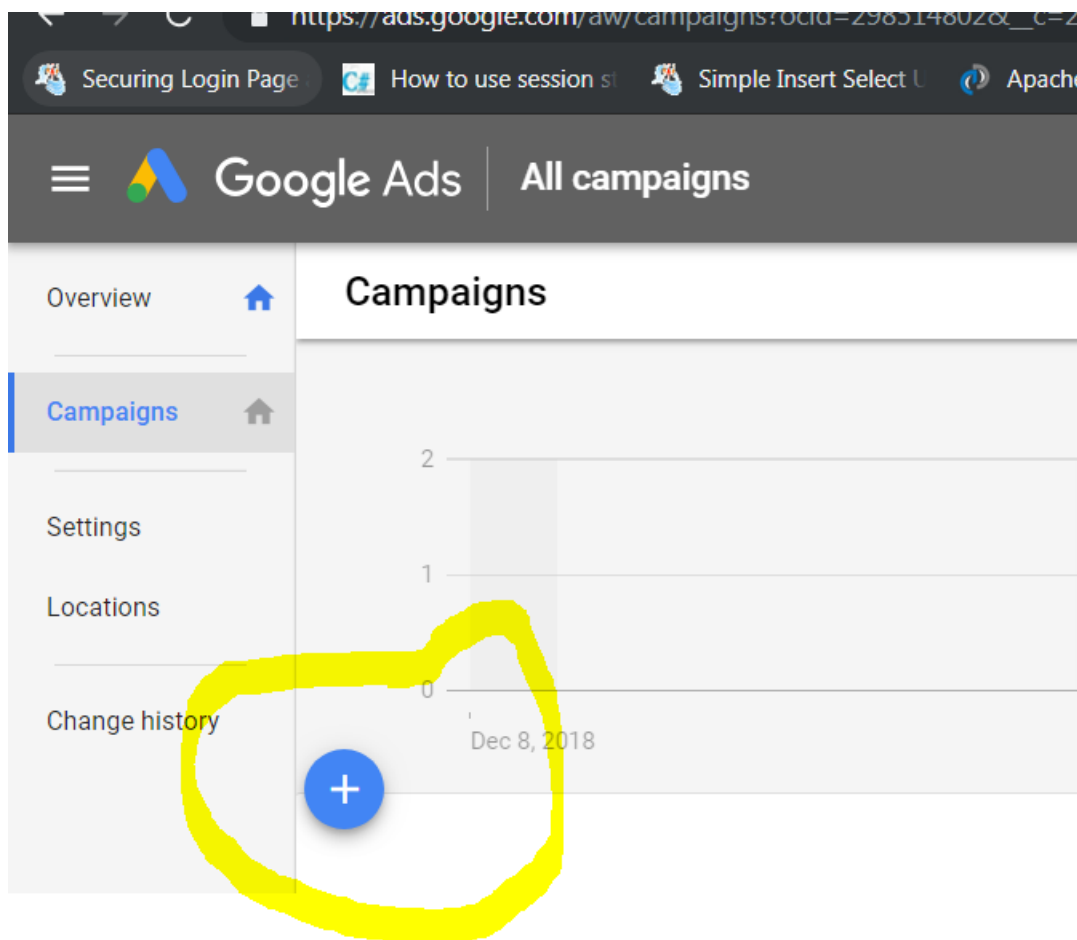 https://ads.google.com/aw/campaigns?ocid=298514802&__c=2
Securing Login Page How to use session Simple Insert Select Apache
Google Ads All campaigns
Overview
Campaigns
Campaigns
2
Settings
1
Locations
0
Change history
Dec 8, 2018
+